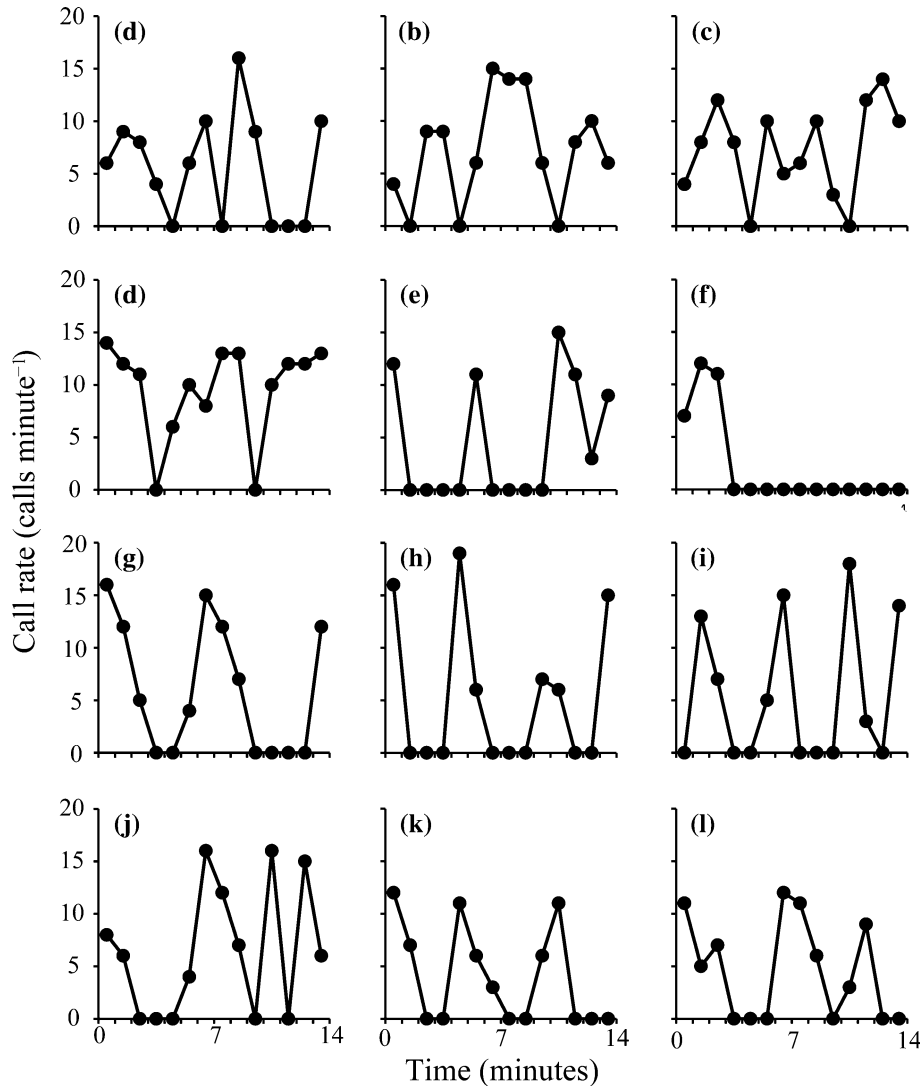 Call rate (calls minute⁻¹)
(d) (b) (c)
20
15
10
5
0
(d) (e) (f)
20
15
10
5
0
(g) (h) (i)
20
15
10
5
0
(j) (k) (l)
20
15
10
5
0
0 7 14 0 7 14 0 7 14
Time (minutes)